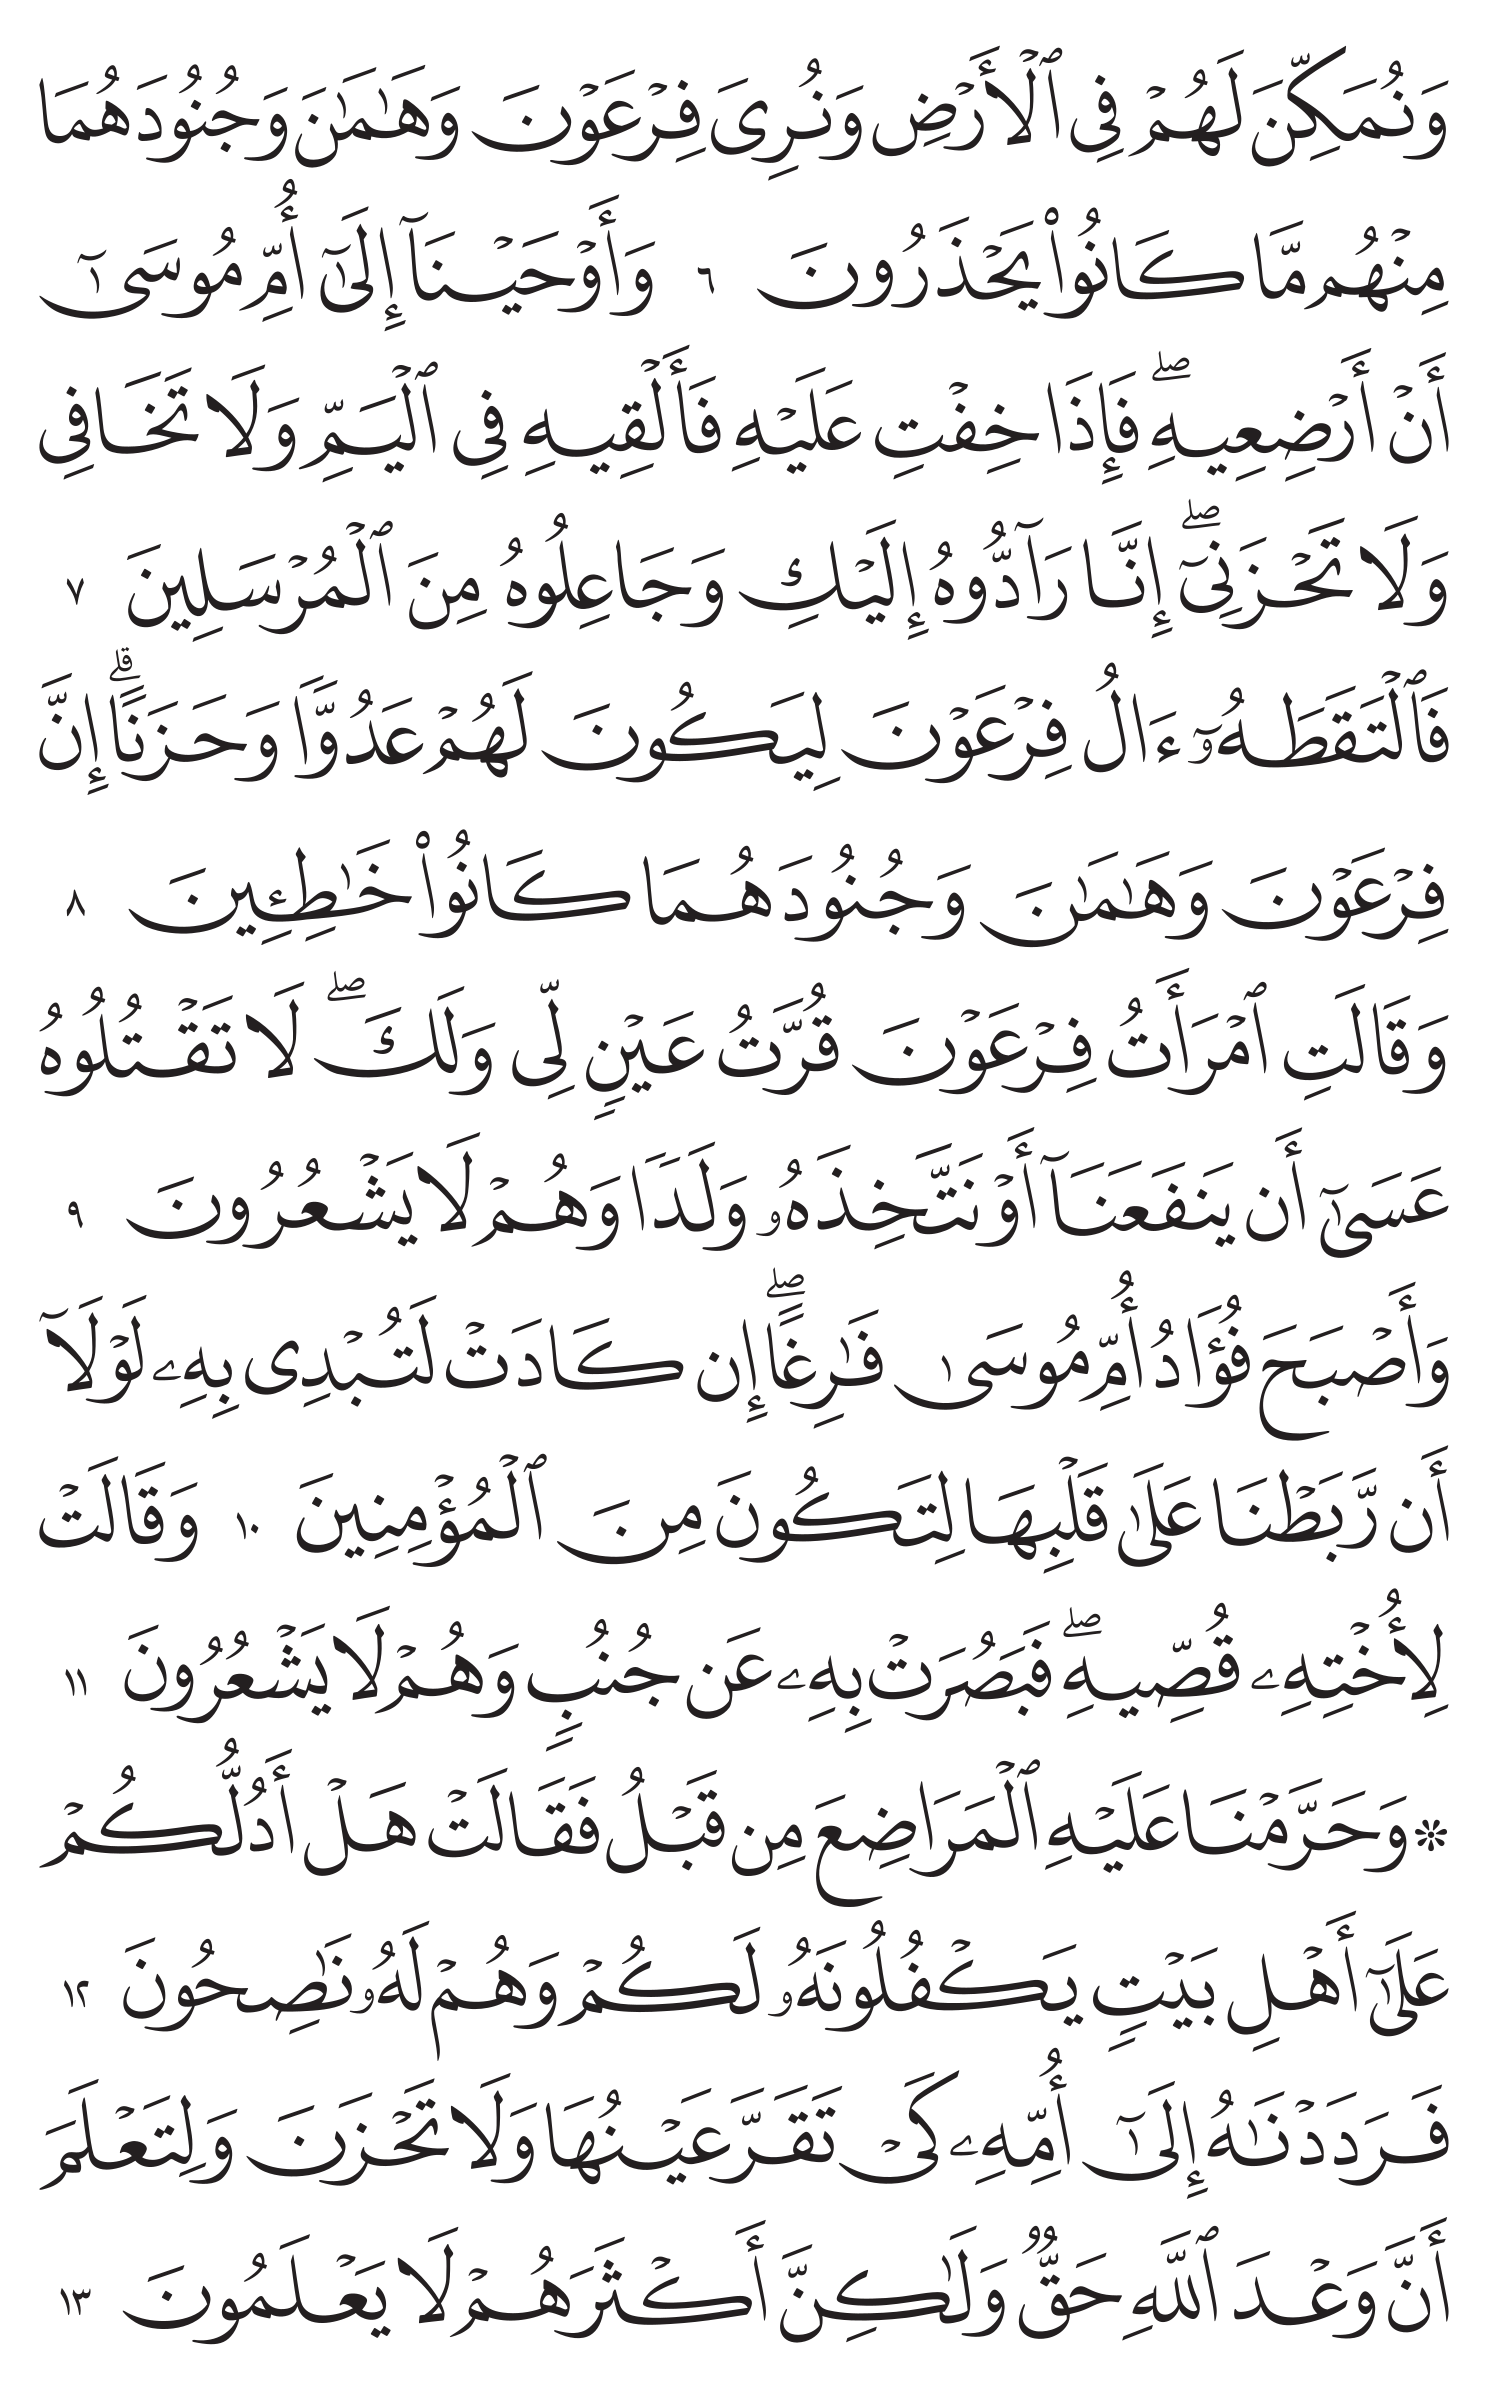 وَنُمَكِّنَ لَهُمۡ فِي ٱلۡأَرۡضِ وَنُرِيَ فِرۡعَوۡنَ وَهَٰمَٰنَ وَجُنُودَهُمَا
مِنۡهُم مَّا كَانُواْ يَحۡذَرُونَ ٦ وَأَوۡحَيۡنَآ إِلَىٰٓ أُمِّ مُوسَىٰٓ
أَنۡ أَرۡضِعِيهِۖ فَإِذَا خِفۡتِ عَلَيۡهِ فَأَلۡقِيهِ فِي ٱلۡيَمِّ وَلَا تَخَافِي
وَلَا تَحۡزَنِيٓۖ إِنَّا رَآدُّوهُ إِلَيۡكِ وَجَاعِلُوهُ مِنَ ٱلۡمُرۡسَلِينَ ٧
فَٱلۡتَقَطَهُۥٓ ءَالُ فِرۡعَوۡنَ لِيَكُونَ لَهُمۡ عَدُوّٗا وَحَزَنًاۗ إِنَّ
فِرۡعَوۡنَ وَهَٰمَٰنَ وَجُنُودَهُمَا كَانُواْ خَٰطِـِٔينَ ٨
وَقَالَتِ ٱمۡرَأَتُ فِرۡعَوۡنَ قُرَّتُ عَيۡنٖ لِّي وَلَكَۖ لَا تَقۡتُلُوهُ
عَسَىٰٓ أَن يَنفَعَنَآ أَوۡ نَتَّخِذَهُۥ وَلَدٗا وَهُمۡ لَا يَشۡعُرُونَ ٩
وَأَصۡبَحَ فُؤَادُ أُمِّ مُوسَىٰ فَٰرِغًاۖ إِن كَادَتۡ لَتُبۡدِي بِهِۦ لَوۡلَآ
أَن رَّبَطۡنَا عَلَىٰ قَلۡبِهَا لِتَكُونَ مِنَ ٱلۡمُؤۡمِنِينَ ١٠ وَقَالَتۡ
لِأُخۡتِهِۦ قُصِّيهِۖ فَبَصُرَتۡ بِهِۦ عَن جُنُبٖ وَهُمۡ لَا يَشۡعُرُونَ ١١
۞وَحَرَّمۡنَا عَلَيۡهِ ٱلۡمَرَاضِعَ مِن قَبۡلُ فَقَالَتۡ هَلۡ أَدُلُّكُمۡ
عَلَىٰٓ أَهۡلِ بَيۡتٖ يَكۡفُلُونَهُۥ لَكُمۡ وَهُمۡ لَهُۥ نَٰصِحُونَ ١٢
فَرَدَدۡنَٰهُ إِلَىٰٓ أُمِّهِۦ كَيۡ تَقَرَّ عَيۡنُهَا وَلَا تَحۡزَنَ وَلِتَعۡلَمَ
أَنَّ وَعۡدَ ٱللَّهِ حَقّٞ وَلَٰكِنَّ أَكۡثَرَهُمۡ لَا يَعۡلَمُونَ ١٣